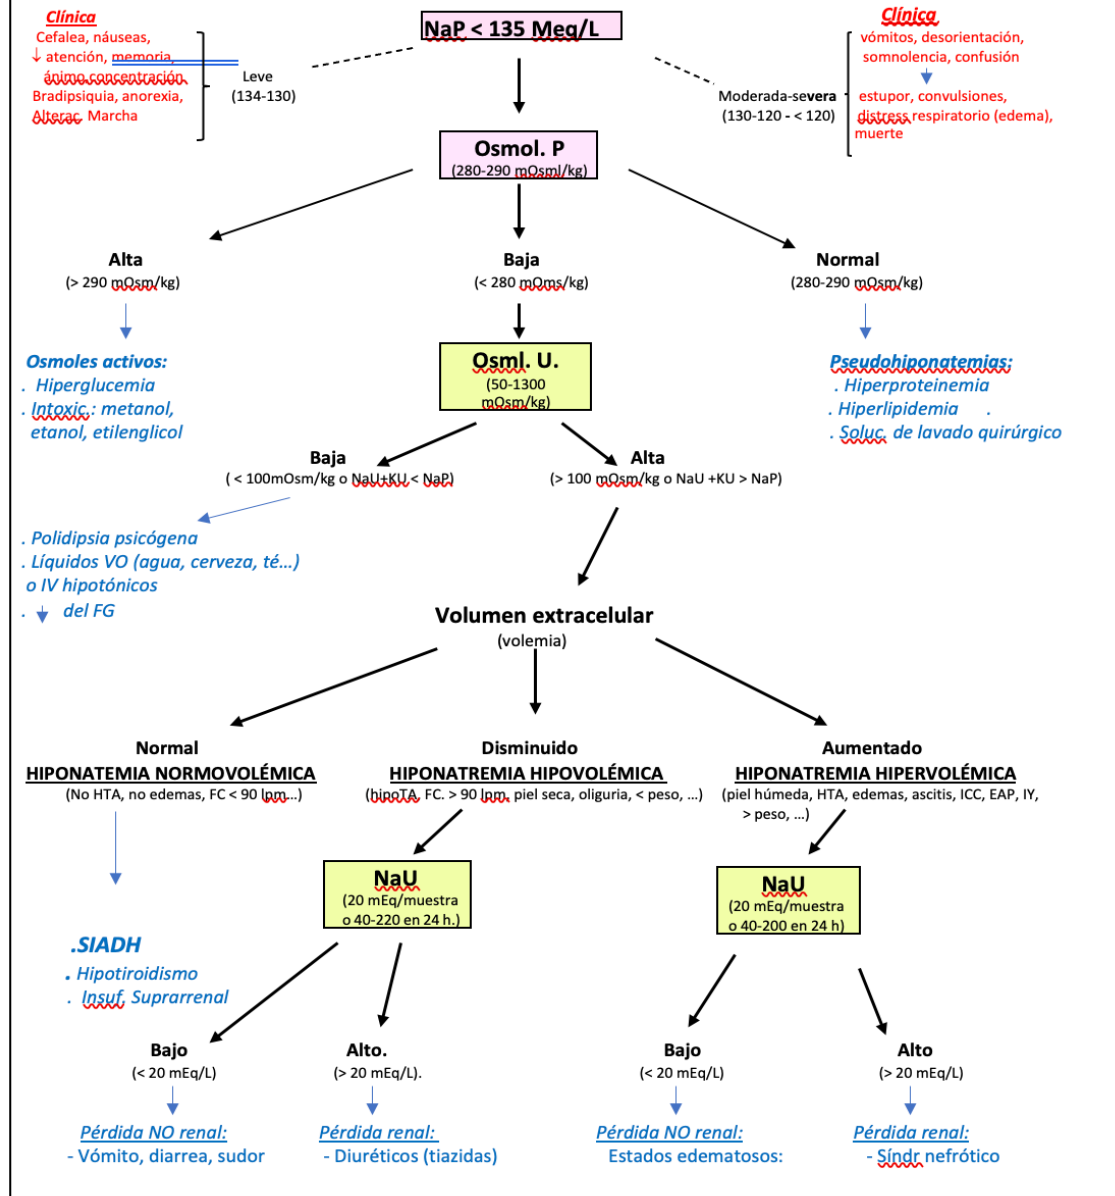 Clínica
Cefalea, náuseas,
↓ atención, memoria,
ánimo concentración
Bradipsiquia, anorexia,
Alterac. Marcha
Leve
(134-130)
NaP < 135 Meq/L
Clínica
vómitos, desorientación,
somnolencia, confusión
estupor, convulsiones,
distress respiratorio (edema),
muerte
Moderada-severa
(130-120 - < 120)
Osmol. P
(280-290 mOsml/kg)
Alta
(> 290 mOsm/kg)
Baja
(< 280 mOms/kg)
Normal
(280-290 mOsm/kg)
Osmoles activos:
. Hiperglucemia
. Intoxic.: metanol,
etanol, etilenglicol
Osml. U.
(50-1300
mOsm/kg)
Pseudohiponatemias:
. Hiperproteinemia
. Hiperlipidemia .
. Soluc. de lavado quirúrgico
Baja
( < 100mOsm/kg o NaU+KU < NaP)
Alta
(> 100 mOsm/kg o NaU +KU > NaP)
. Polidipsia psicógena
. Líquidos VO (agua, cerveza, té...)
o IV hipotónicos
. del FG
Volumen extracelular
(volemia)
Normal
HIPONATEMIA NORMOVOLÉMICA
(No HTA, no edemas, FC < 90 lpm...)
Disminuido
HIPONATREMIA HIPOVOLÉMICA
(hipoTA, FC. > 90 lpm, piel seca, oliguria, < peso, ...)
Aumentado
HIPONATREMIA HIPERVOLÉMICA
(piel húmeda, HTA, edemas, ascitis, ICC, EAP, IY,
> peso, ...)
NaU
(20 mEq/muestra
o 40-220 en 24 h.)
NaU
(20 mEq/muestra
o 40-200 en 24 h)
.SIADH
. Hipotiroidismo
. Insuf. Suprarrenal
Bajo
(< 20 mEq/L)
Alto.
(> 20 mEq/L).
Bajo
(< 20 mEq/L)
Alto
(> 20 mEq/L)
Pérdida NO renal:
- Vómito, diarrea, sudor
Pérdida renal:
- Diuréticos (tiazidas)
Pérdida NO renal:
Estados edematosos:
Pérdida renal:
- Síndr nefrótico